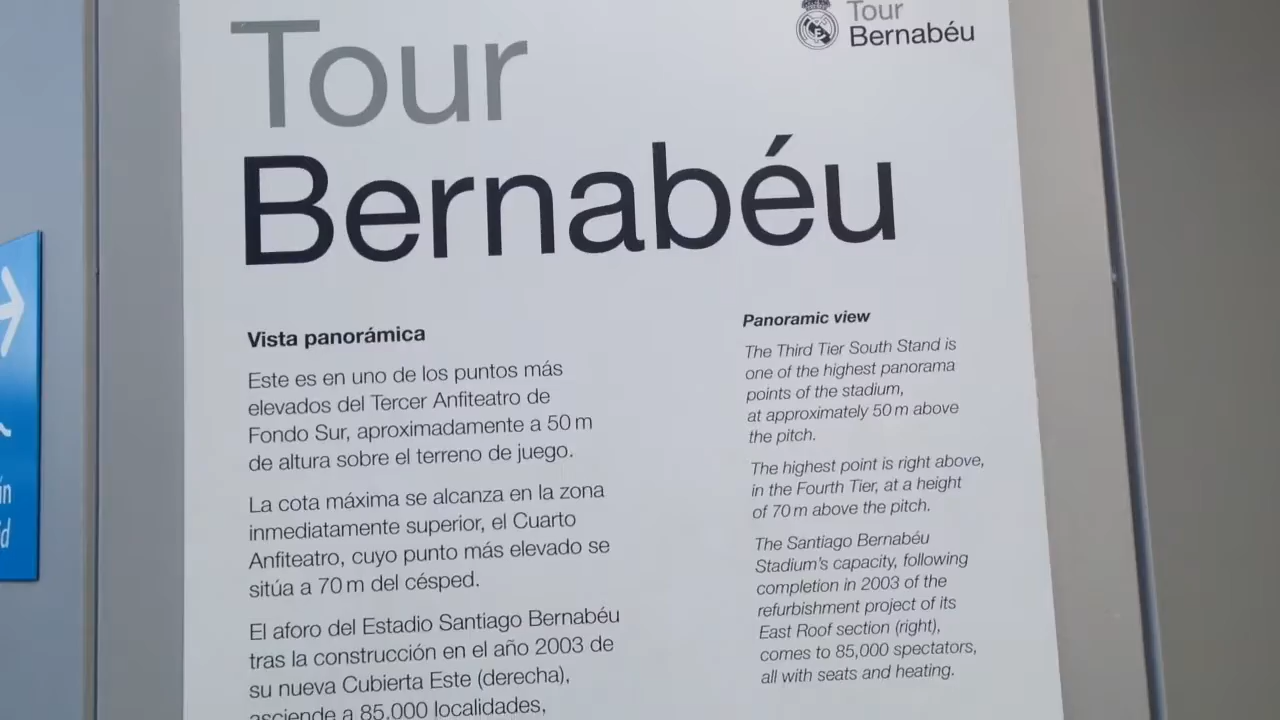 Tour
Bernabéu
Tour
Bernabéu
Vista panorámica
Este es en uno de los puntos más
elevados del Tercer Anfiteatro de
Fondo Sur, aproximadamente a 50 m
de altura sobre el terreno de juego.
La cota máxima se alcanza en la zona
inmediatamente superior, el Cuarto
Anfiteatro, cuyo punto más elevado se
sitúa a 70 m del césped.
El aforo del Estadio Santiago Bernabéu
tras la construcción en el año 2003 de
su nueva Cubierta Este (derecha),
asciende a 85.000 localidades,
Panoramic view
The Third Tier South Stand is
one of the highest panorama
points of the stadium,
at approximately 50 m above
the pitch.
The highest point is right above,
in the Fourth Tier, at a height
of 70 m above the pitch.
The Santiago Bernabéu
Stadium's capacity, following
completion in 2003 of the
refurbishment project of its
East Roof section (right),
comes to 85,000 spectators,
all with seats and heating.